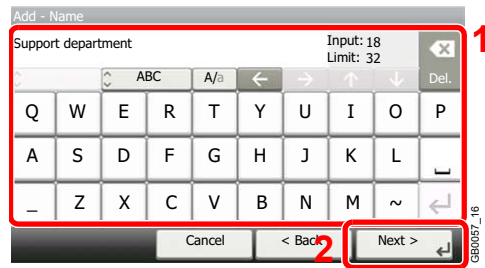 Add - Name
Support department
Input: 18
Limit: 32
1
ABC
A/a
←
→
↑
↓
Del.
Q W E R T Y U I O P
A S D F G H J K L
_ Z X C V B N M ~
Cancel
< Back
2
Next >
GB0057_16